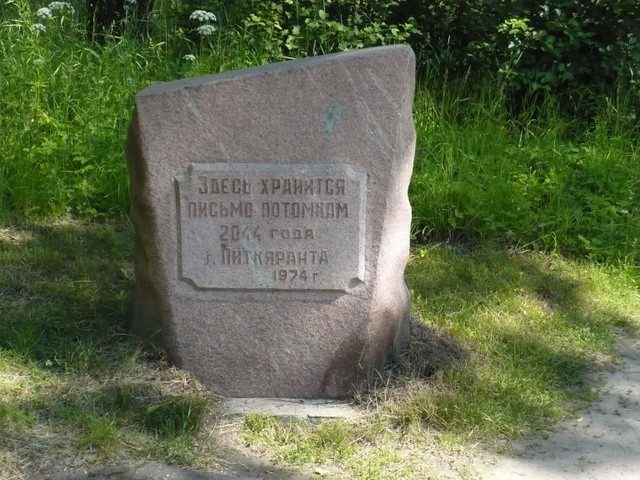 ЗДЕСЬ ХРАНИТСЯ
ПИСЬМО ПОТОМКАМ
2044 ГОДА
г. ПИТКЯРАНТА
1974 г